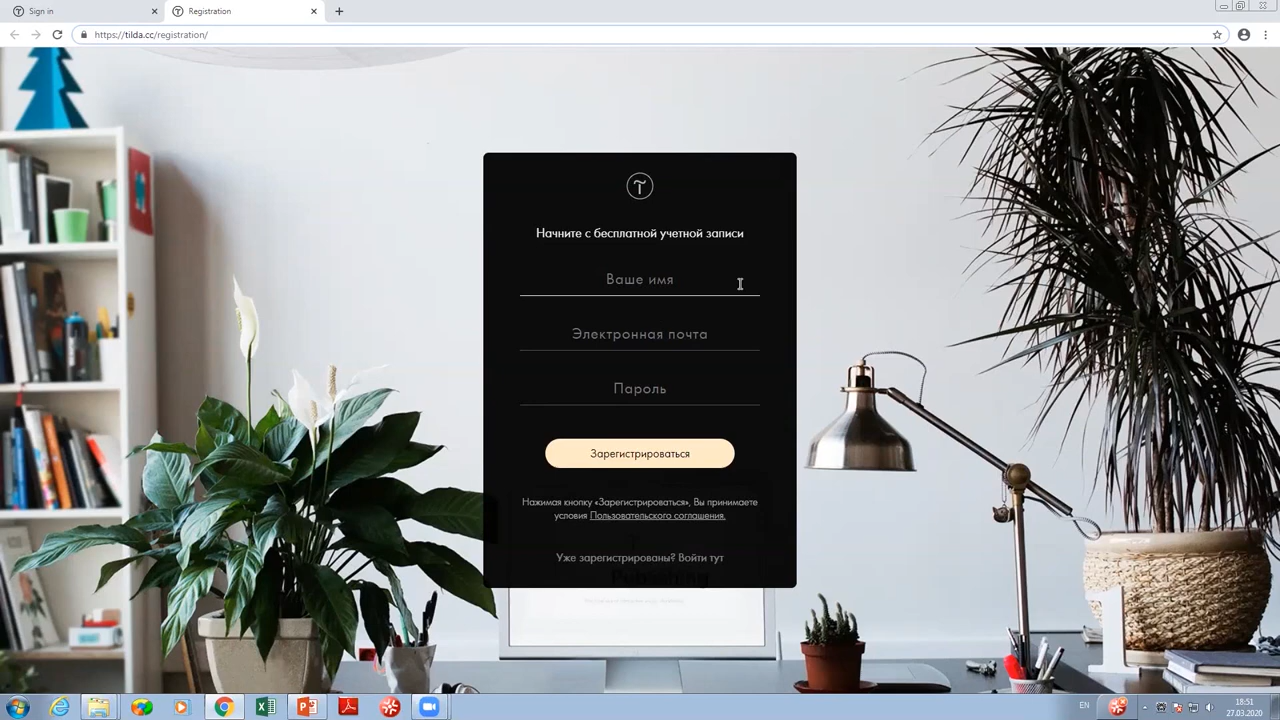 Sign in
Registration
https://tilda.cc/registration/
Начните с бесплатной учетной записи
Ваше имя
Электронная почта
Пароль
Зарегистрироваться
Нажимая кнопку «Зарегистрироваться», Вы принимаете
условия Пользовательского соглашения.
Уже зарегистрированы? Войти тут
Publishing
EN
18:51
27.03.2020